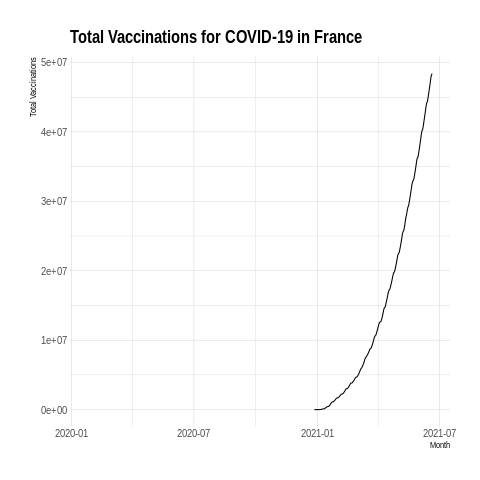 Total Vaccinations for COVID-19 in France
Total Vaccinations
5e+07
4e+07
3e+07
2e+07
1e+07
0e+00
2020-01 2020-07 2021-01 2021-07
Month